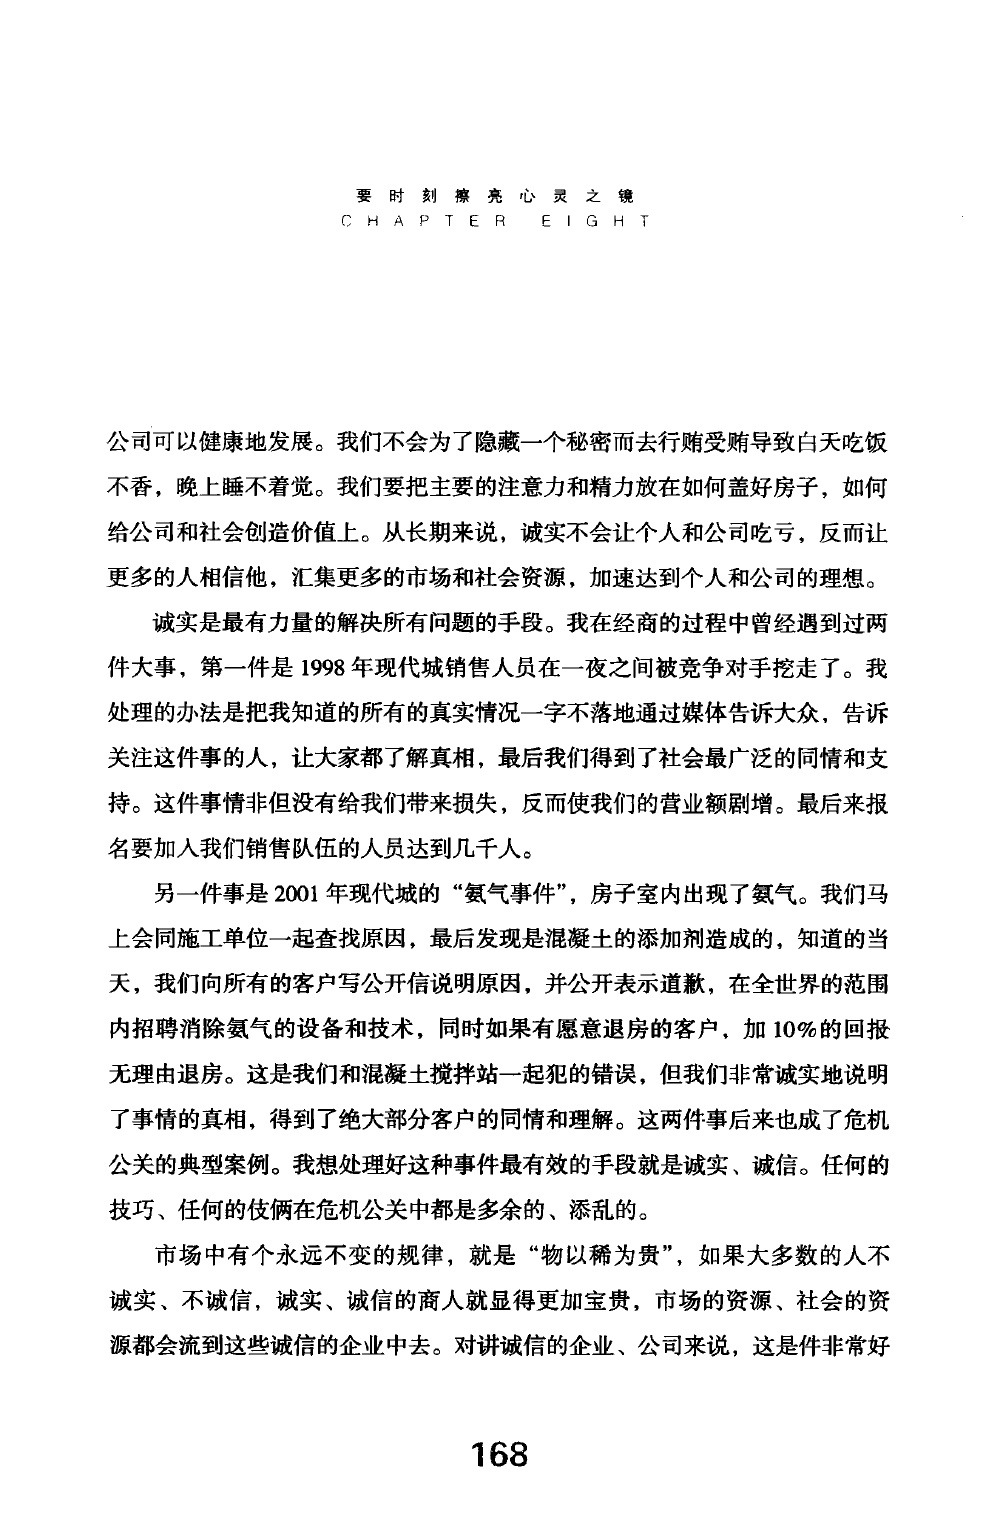 要时刻擦亮心灵之镜
CHAPTER EIGHT
公司可以健康地发展。我们不会为了隐藏一个秘密而去行贿受贿导致白天吃饭
不香，晚上睡不着觉。我们要把主要的注意力和精力放在如何盖好房子，如何
给公司和社会创造价值上。从长期来说，诚实不会让个人和公司吃亏，反而让
更多的人相信他，汇集更多的市场和社会资源，加速达到个人和公司的理想。
诚实是最有力量的解决所有问题的手段。我在经商的过程中曾经遇到过两
件大事，第一件是1998年现代城销售人员在一夜之间被竞争对手挖走了。我
处理的办法是把我知道的所有的真实情况一字不落地通过媒体告诉大众，告诉
关注这件事的人，让大家都了解真相，最后我们得到了社会最广泛的同情和支
持。这件事情非但没有给我们带来损失，反而使我们的营业额剧增。最后来报
名要加入我们销售队伍的人员达到几千人。
另一件事是2001年现代城的“氨气事件”，房子室内出现了氨气。我们马
上会同施工单位一起查找原因，最后发现是混凝土的添加剂造成的，知道的当
天，我们向所有的客户写公开信说明原因，并公开表示道歉，在全世界的范围
内招聘消除氨气的设备和技术，同时如果有愿意退房的客户，加10%的回报
无理由退房。这是我们和混凝土搅拌站一起犯的错误，但我们非常诚实地说明
了事情的真相，得到了绝大部分客户的同情和理解。这两件事后来也成了危机
公关的典型案例。我想处理好这种事件最有效的手段就是诚实、诚信。任何的
技巧、任何的伎俩在危机公关中都是多余的、添乱的。
市场中有个永远不变的规律，就是“物以稀为贵”，如果大多数的人不
诚实、不诚信，诚实、诚信的商人就显得更加宝贵，市场的资源、社会的资
源都会流到这些诚信的企业中去。对讲诚信的企业、公司来说，这是件非常好
168